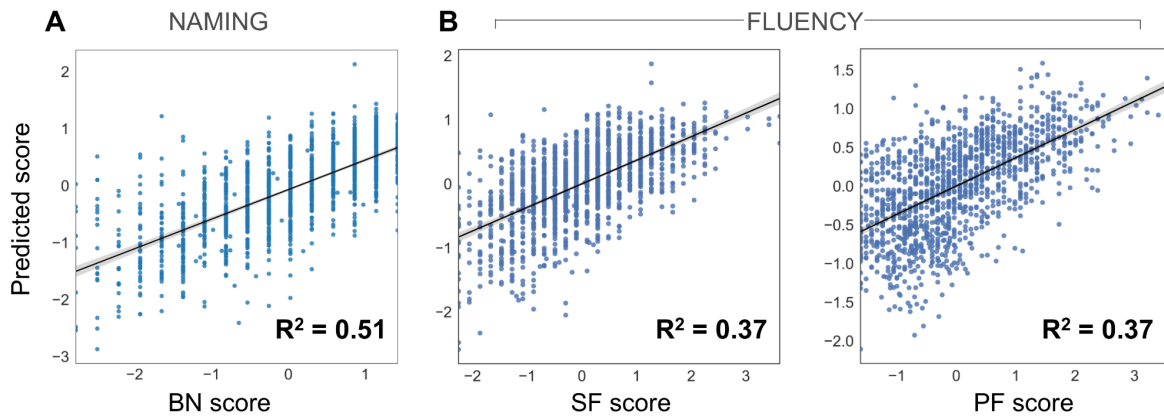 A NAMING
B FLUENCY
Predicted score
2
1
0
−1
−2
−3
R² = 0.51
−2 −1 0 1
BN score
2
1
0
−1
−2
R² = 0.37
−2 −1 0 1 2 3
SF score
1.5
1.0
0.5
0.0
−0.5
−1.0
−1.5
−2.0
R² = 0.37
−1 0 1 2 3
PF score